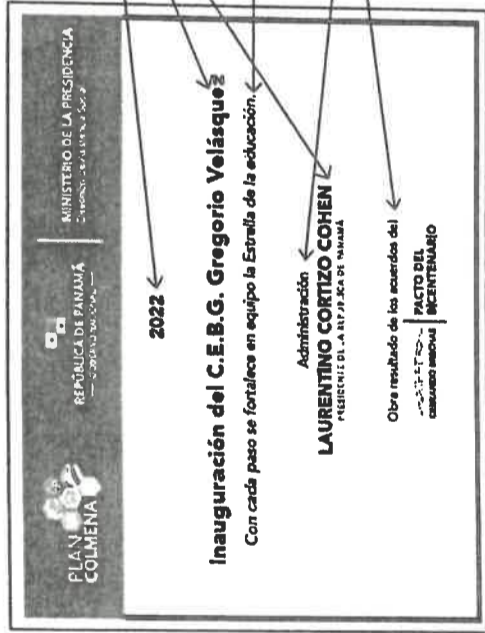 PLAN
COLMENA
REPÚBLICA DE PANAMÁ
MINISTERIO DE LA PRESIDENCIA
2022
Inauguración del C.E.B.G. Gregorio Velásquez
Con cada paso se fortalece en equipo la Estrella de la educación.
Administración
LAURENTINO CORTIZO COHEN
PRESIDENTE DE LA REPÚBLICA DE PANAMÁ
Obra resultado de los acuerdos del
PACTO DEL
BICENTENARIO